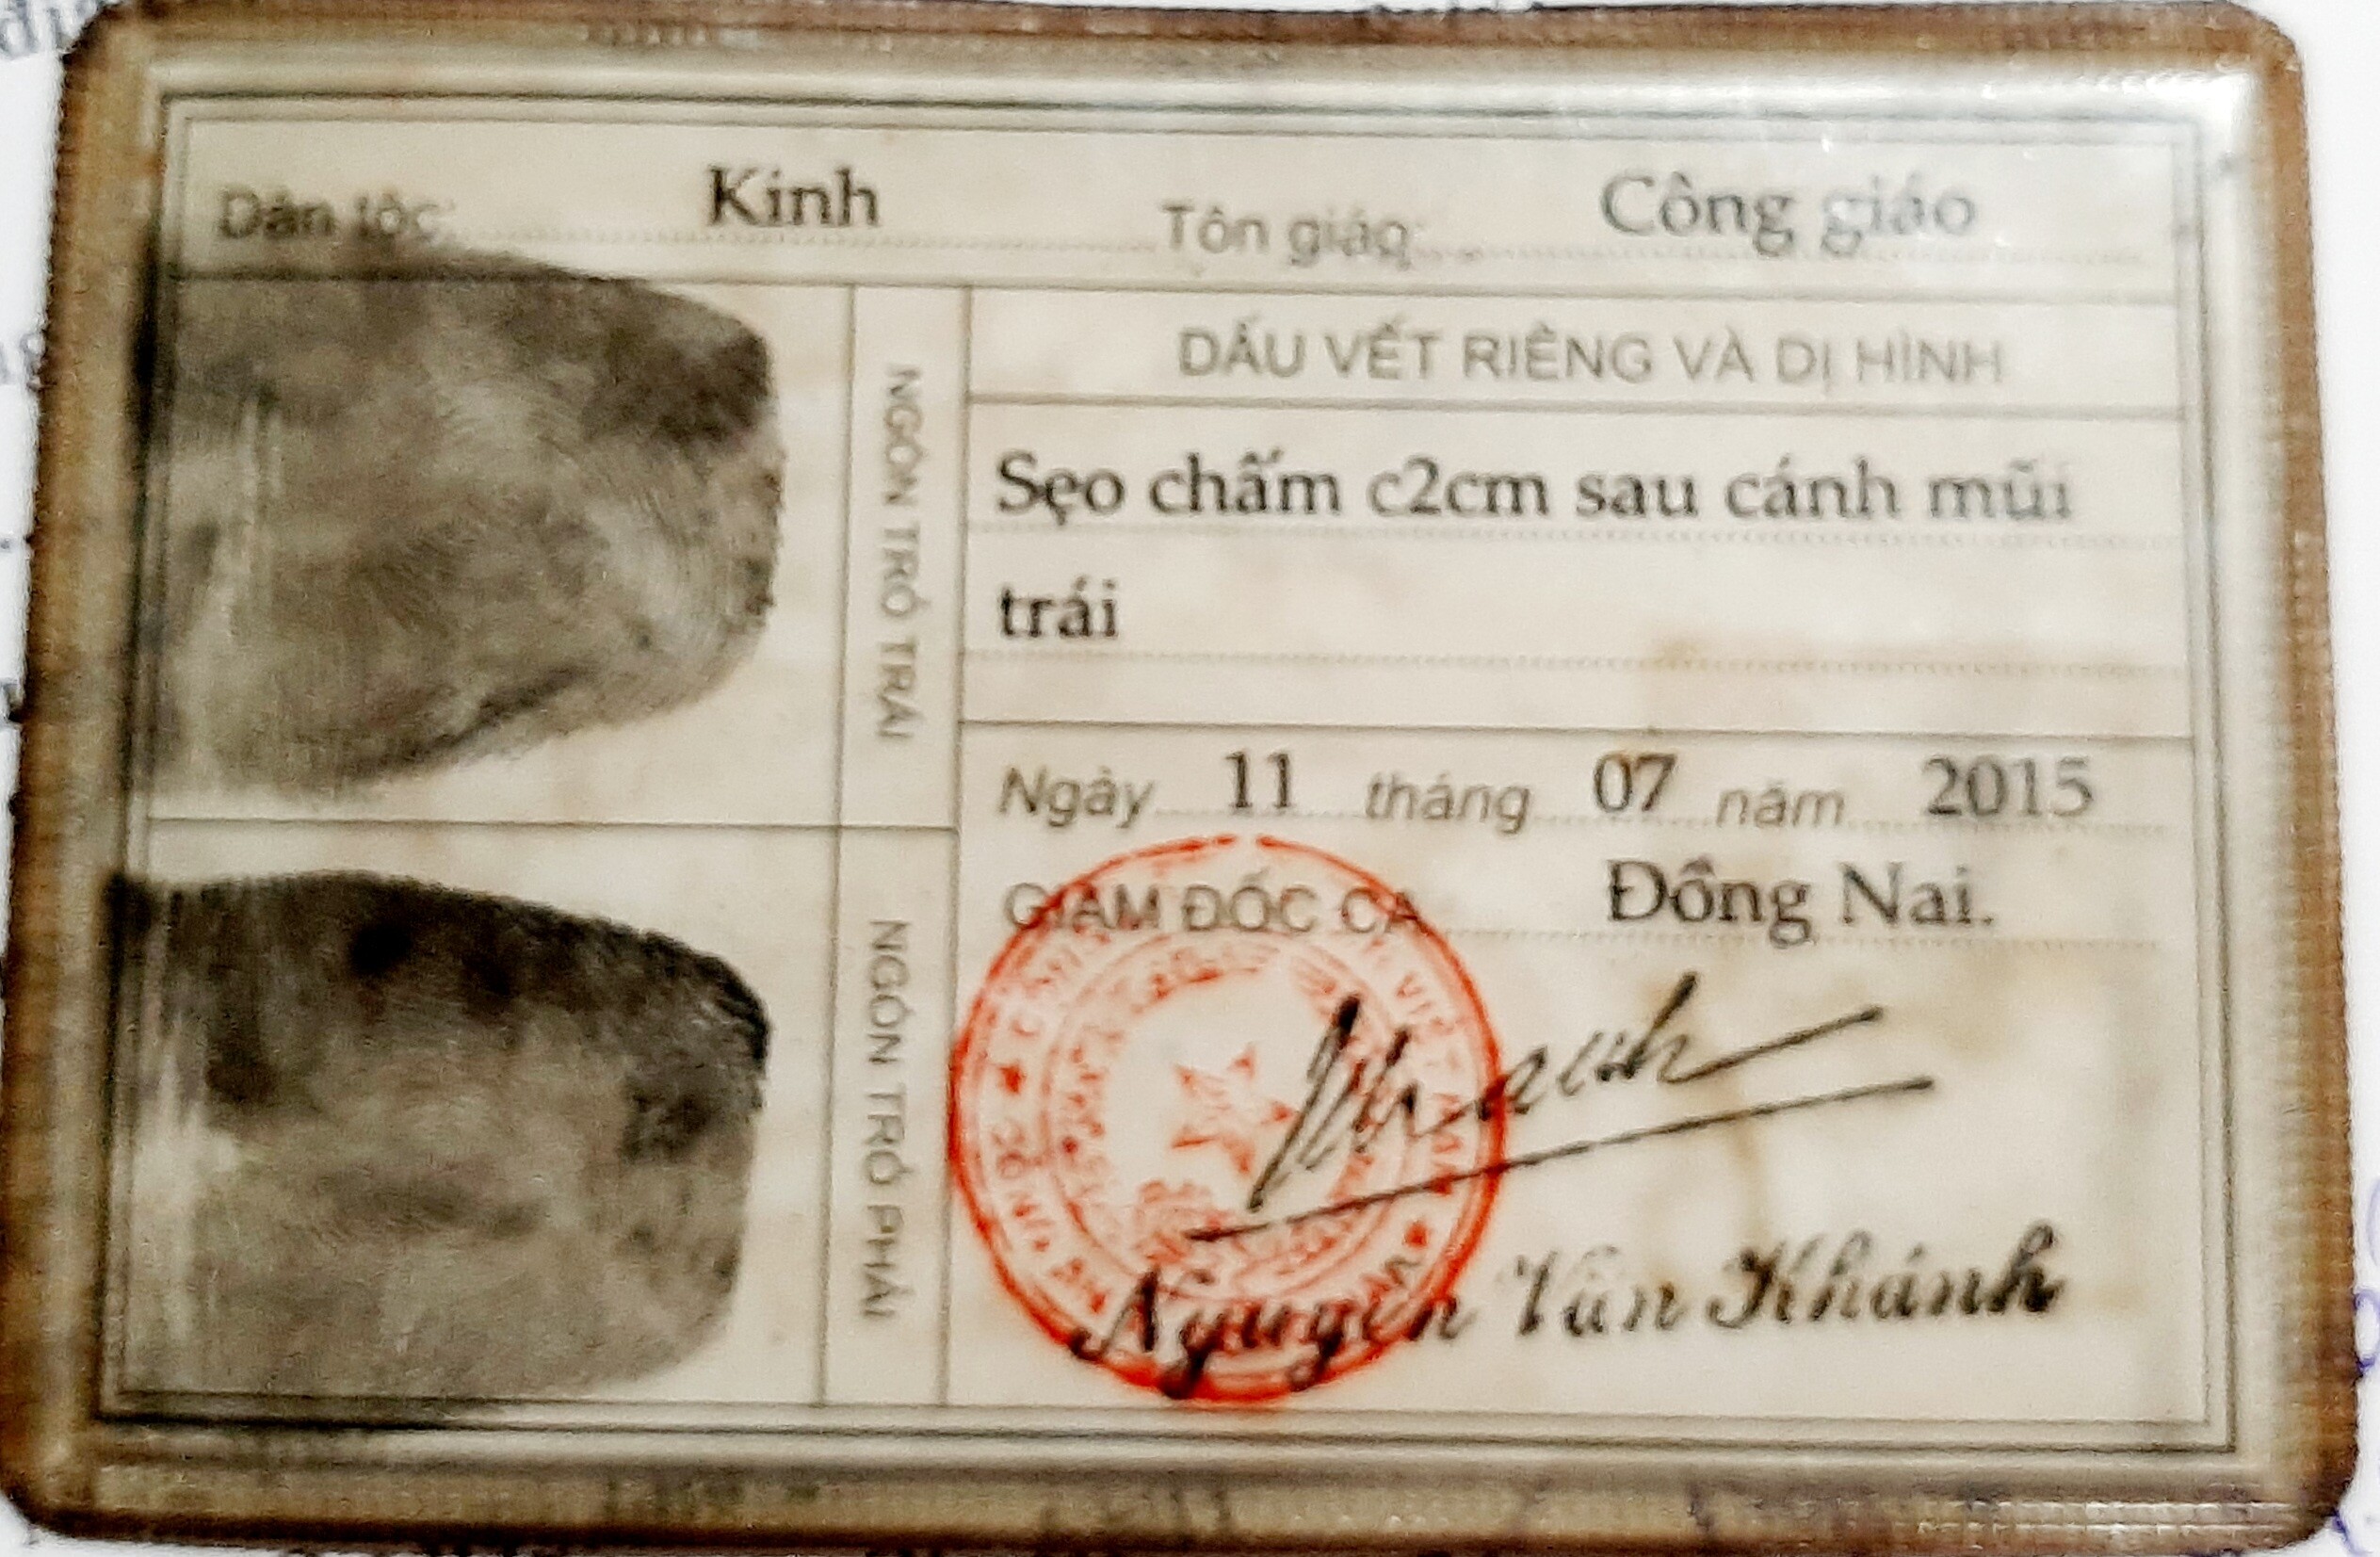 Dân tộc: Kinh Tôn giáo: Công giáo
NGÓN TRỎ TRÁI
DẤU VẾT RIÊNG VÀ DỊ HÌNH
Sẹo chấm c2cm sau cánh mũi
trái
Ngày 11 tháng 07 năm 2015
GIÁM ĐỐC CA Đồng Nai.
NGÓN TRỎ PHẢI
Nguyễn Văn Khánh